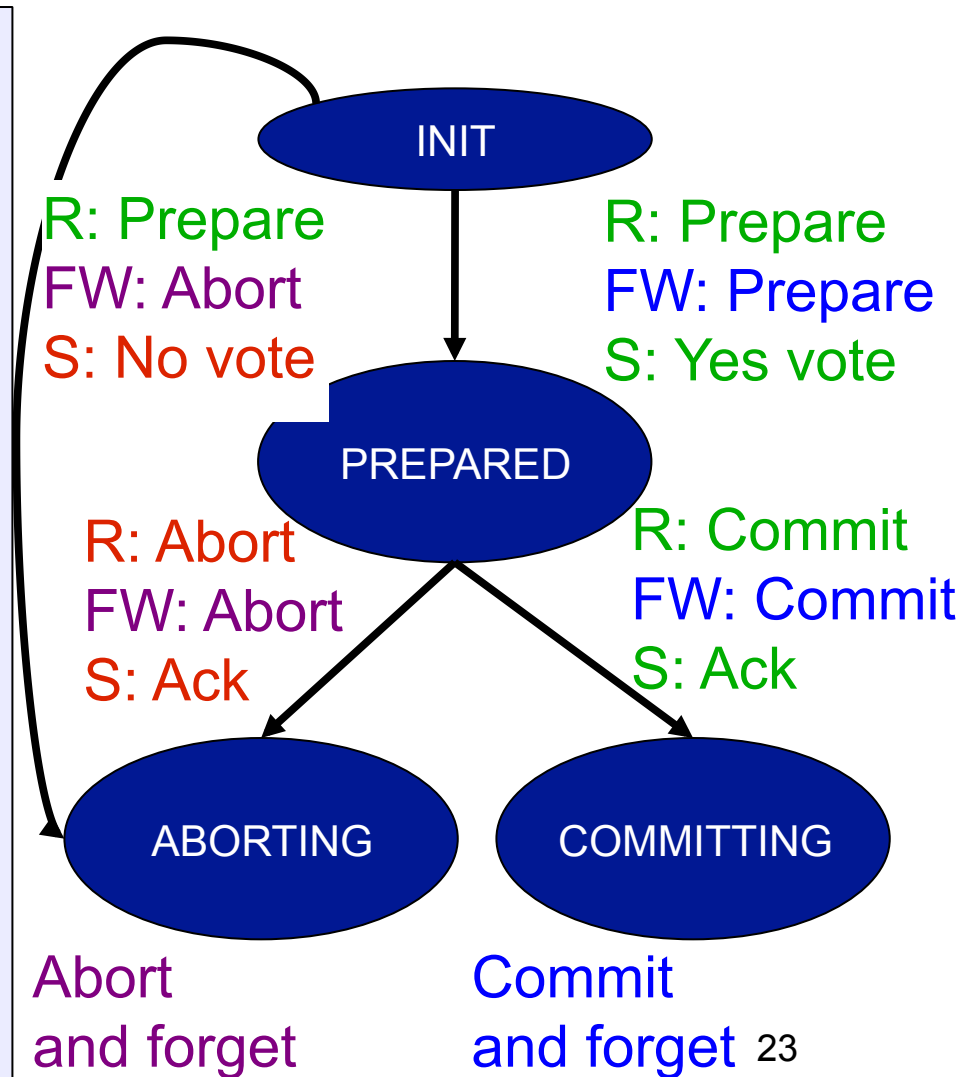 INIT
R: Prepare
FW: Abort
S: No vote
R: Prepare
FW: Prepare
S: Yes vote
PREPARED
R: Abort
FW: Abort
S: Ack
R: Commit
FW: Commit
S: Ack
ABORTING
COMMITTING
Abort
and forget
Commit
and forget
23